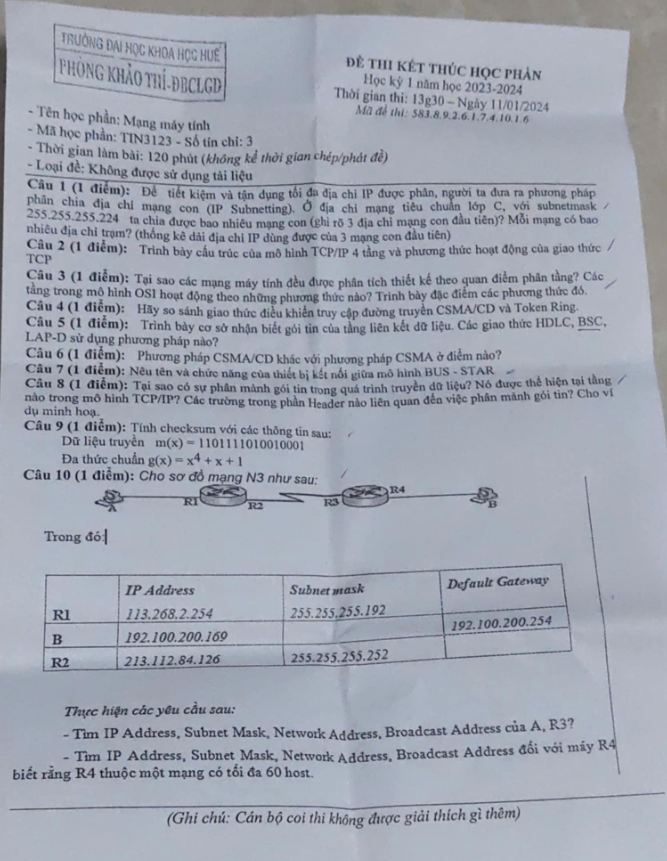 TRƯỜNG ĐẠI HỌC KHOA HỌC HUẾ
PHÒNG KHẢO THÍ-ĐBCLGD
ĐỀ THI KẾT THÚC HỌC PHẦN
Học kỳ 1 năm học 2023-2024
Thời gian thi: 13g30 – Ngày 11/01/2024
Mã đề thi: 583.8.9.2.6.1.7.4.10.1.6
- Tên học phần: Mạng máy tính
- Mã học phần: TIN3123 - Số tín chỉ: 3
- Thời gian làm bài: 120 phút (không kể thời gian chép/phát đề)
- Loại đề: Không được sử dụng tài liệu
Câu 1 (1 điểm): Để tiết kiệm và tận dụng tối đa địa chỉ IP được phân, người ta đưa ra phương pháp
phân chia địa chỉ mạng con (IP Subnetting). Ở địa chỉ mạng tiêu chuẩn lớp C, với subnetmask
255.255.255.224 ta chia được bao nhiêu mạng con (ghi rõ 3 địa chỉ mạng con đầu tiên)? Mỗi mạng có bao
nhiêu địa chỉ trạm? (thống kê dải địa chỉ IP dùng được của 3 mạng con đầu tiên)
Câu 2 (1 điểm): Trình bày cấu trúc của mô hình TCP/IP 4 tầng và phương thức hoạt động của giao thức
TCP
Câu 3 (1 điểm): Tại sao các mạng máy tính đều được phân tích thiết kế theo quan điểm phân tầng? Các
tầng trong mô hình OSI hoạt động theo những phương thức nào? Trình bày đặc điểm các phương thức đó.
Câu 4 (1 điểm): Hãy so sánh giao thức điều khiển truy cập đường truyền CSMA/CD và Token Ring.
Câu 5 (1 điểm): Trình bày cơ sở nhận biết gói tin của tầng liên kết dữ liệu. Các giao thức HDLC, BSC,
LAP-D sử dụng phương pháp nào?
Câu 6 (1 điểm): Phương pháp CSMA/CD khác với phương pháp CSMA ở điểm nào?
Câu 7 (1 điểm): Nêu tên và chức năng của thiết bị kết nối giữa mô hình BUS - STAR
Câu 8 (1 điểm): Tại sao có sự phân mảnh gói tin trong quá trình truyền dữ liệu? Nó được thể hiện tại tầng
nào trong mô hình TCP/IP? Các trường trong phần Header nào liên quan đến việc phân mảnh gói tin? Cho ví
dụ minh hoạ.
Câu 9 (1 điểm): Tính checksum với các thông tin sau:
Dữ liệu truyền m(x) = 1101111010010001
Đa thức chuẩn g(x) = x4 + x + 1
Câu 10 (1 điểm): Cho sơ đồ mạng N3 như sau:
A R1 R2 R3 R4 B
Trong đó:
IP Address Subnet mask Default Gateway
R1 113.268.2.254 255.255.255.192
B 192.100.200.169 192.100.200.254
R2 213.112.84.126 255.255.255.252
Thực hiện các yêu cầu sau:
- Tìm IP Address, Subnet Mask, Network Address, Broadcast Address của A, R3?
- Tìm IP Address, Subnet Mask, Network Address, Broadcast Address đối với máy R4
biết rằng R4 thuộc một mạng có tối đa 60 host.
(Ghi chú: Cán bộ coi thi không được giải thích gì thêm)